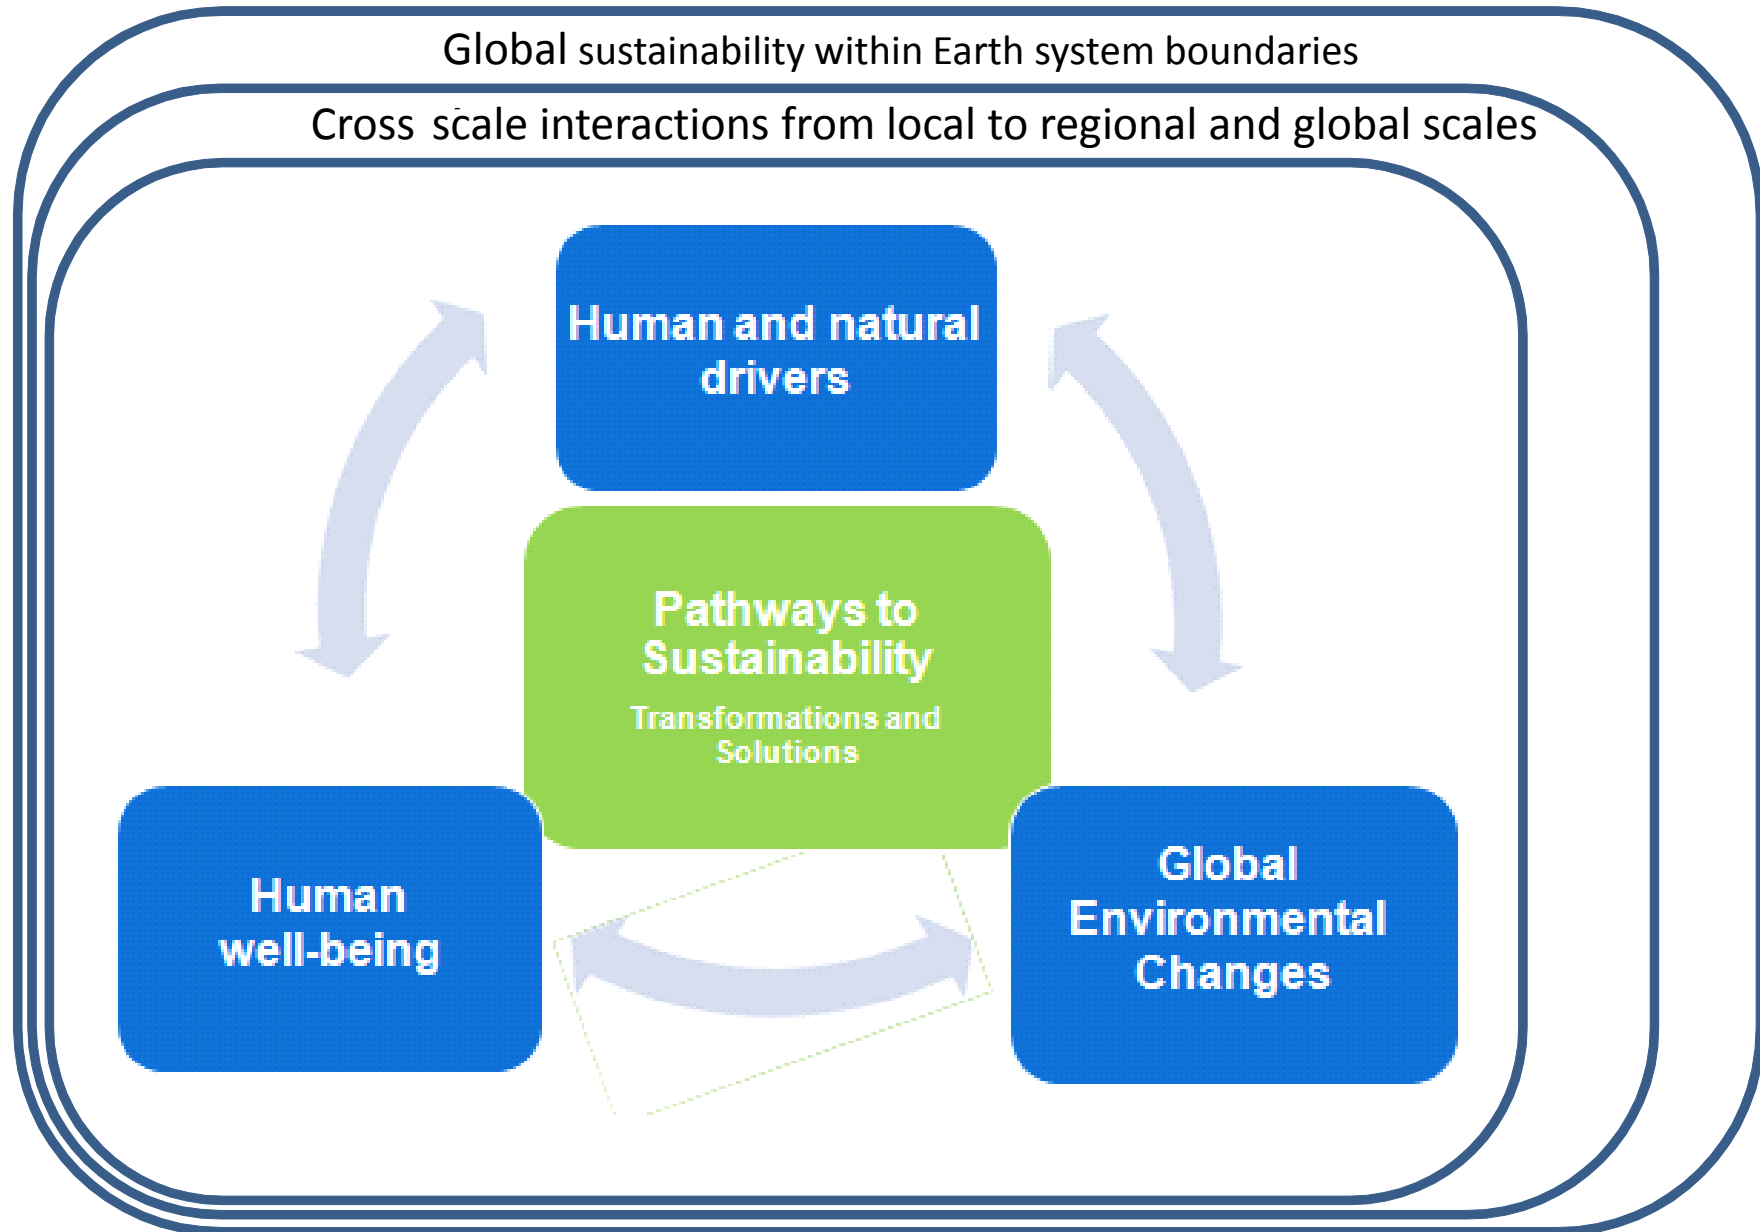 Global sustainability within Earth system boundaries
Cross scale interactions from local to regional and global scales
Human and natural
drivers
Pathways to
Sustainability
Transformations and
Solutions
Human
well-being
Global
Environmental
Changes